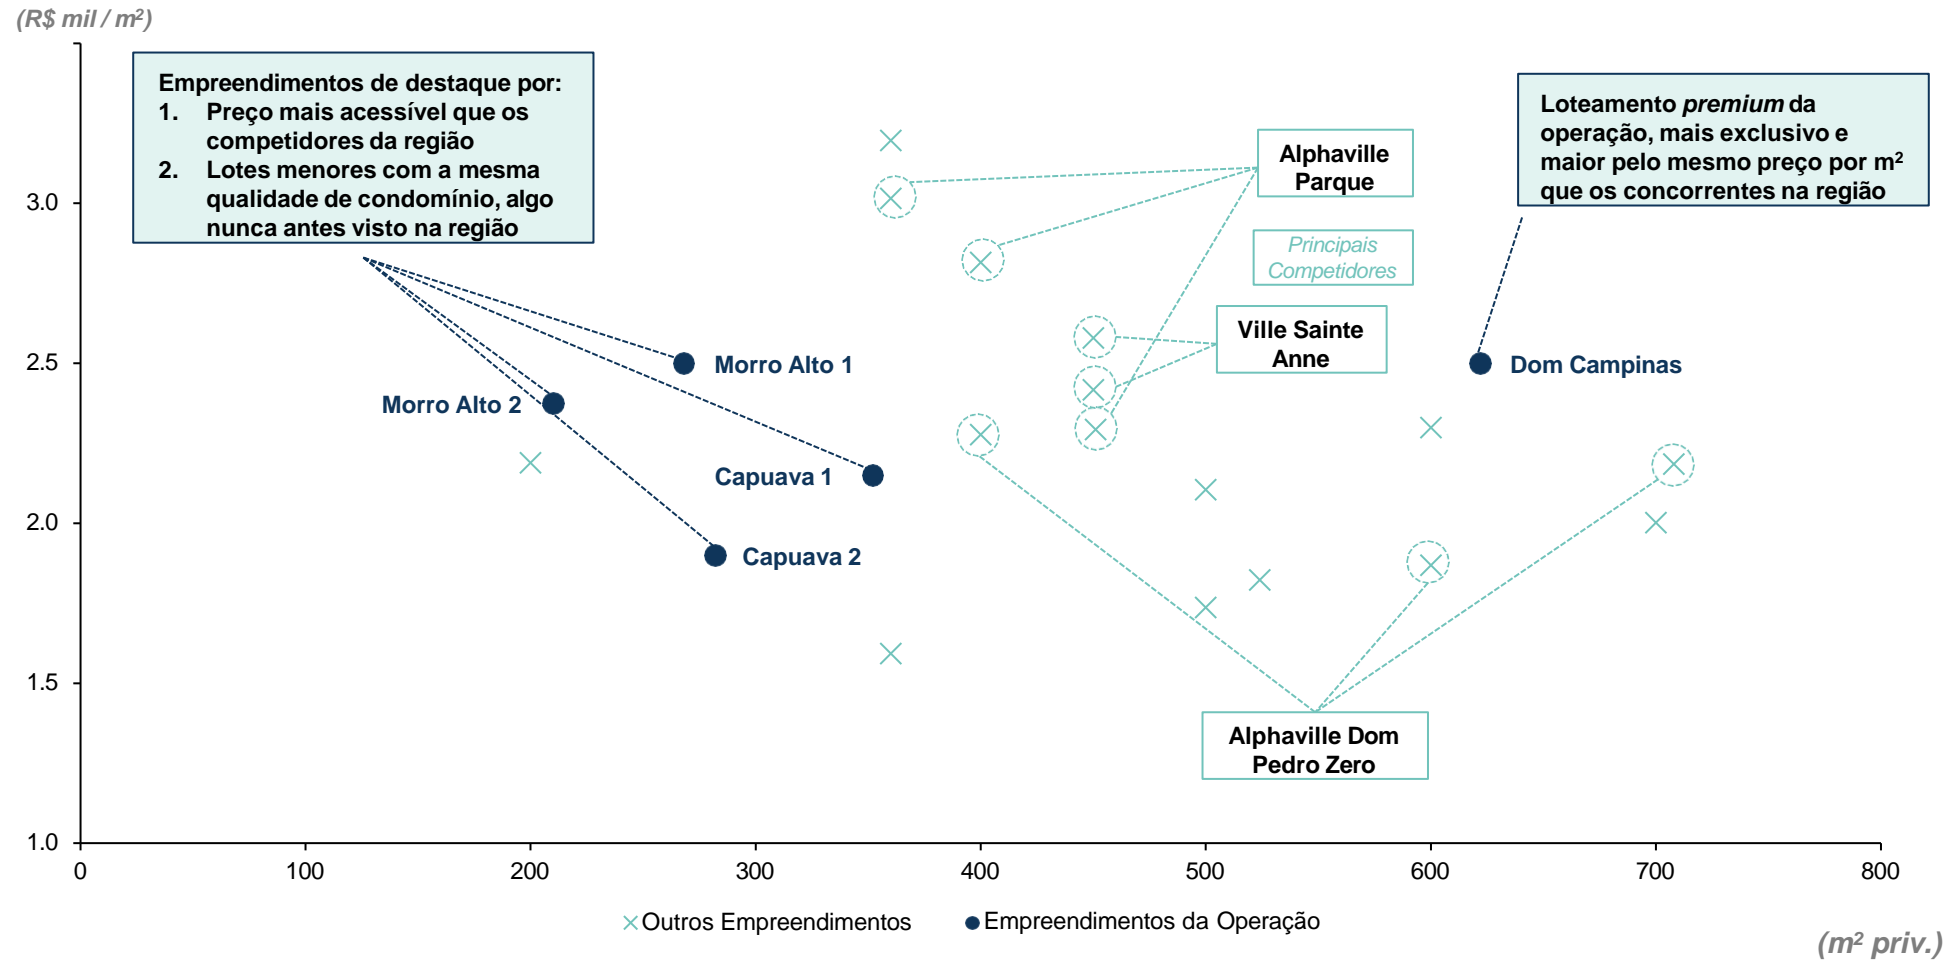 (R$ mil / m²)
Empreendimentos de destaque por:
1. Preço mais acessível que os
competidores da região
2. Lotes menores com a mesma
qualidade de condomínio, algo
nunca antes visto na região
Loteamento premium da
operação, mais exclusivo e
maior pelo mesmo preço por m²
que os concorrentes na região
Alphaville
Parque
Principais
Competidores
Ville Sainte
Anne
Morro Alto 1
Morro Alto 2
Dom Campinas
Capuava 1
Capuava 2
Alphaville Dom
Pedro Zero
3.0
2.5
2.0
1.5
1.0
0 100 200 300 400 500 600 700 800
Outros Empreendimentos Empreendimentos da Operação
(m² priv.)